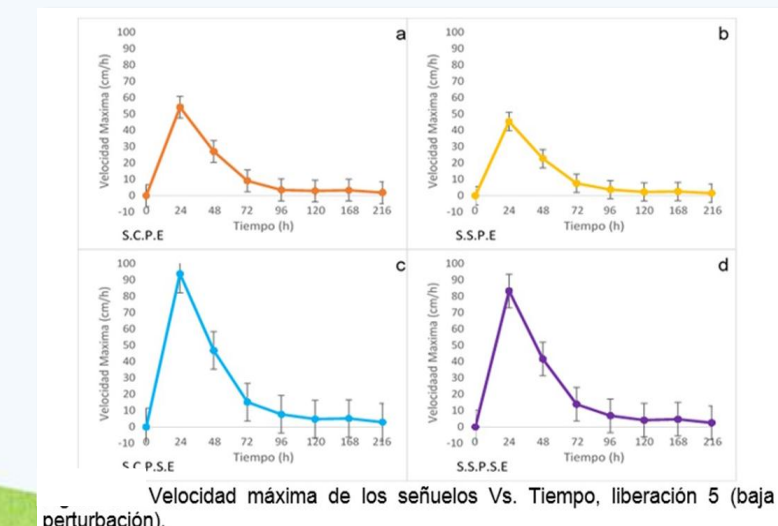 a
Velocidad Maxima (cm/h)
100
90
80
70
60
50
40
30
20
10
0
-10
0 24 48 72 96 120 168 216
Tiempo (h)
S.C.P.E
b
Velocidad Maxima (cm/h)
100
90
80
70
60
50
40
30
20
10
0
-10
0 24 48 72 96 120 168 216
Tiempo (h)
S.S.P.E
c
Velocidad Maxima (cm/h)
100
90
80
70
60
50
40
30
20
10
0
-10
0 24 48 72 96 120 168 216
Tiempo (h)
S.C.P.S.E
d
Velocidaad Maxima (cm/h)
100
90
80
70
60
50
40
30
20
10
0
-10
0 24 48 72 96 120 168 216
Tiempo (h)
S.S.P.S.E
Velocidad máxima de los señuelos Vs. Tiempo, liberación 5 (baja
perturbación).